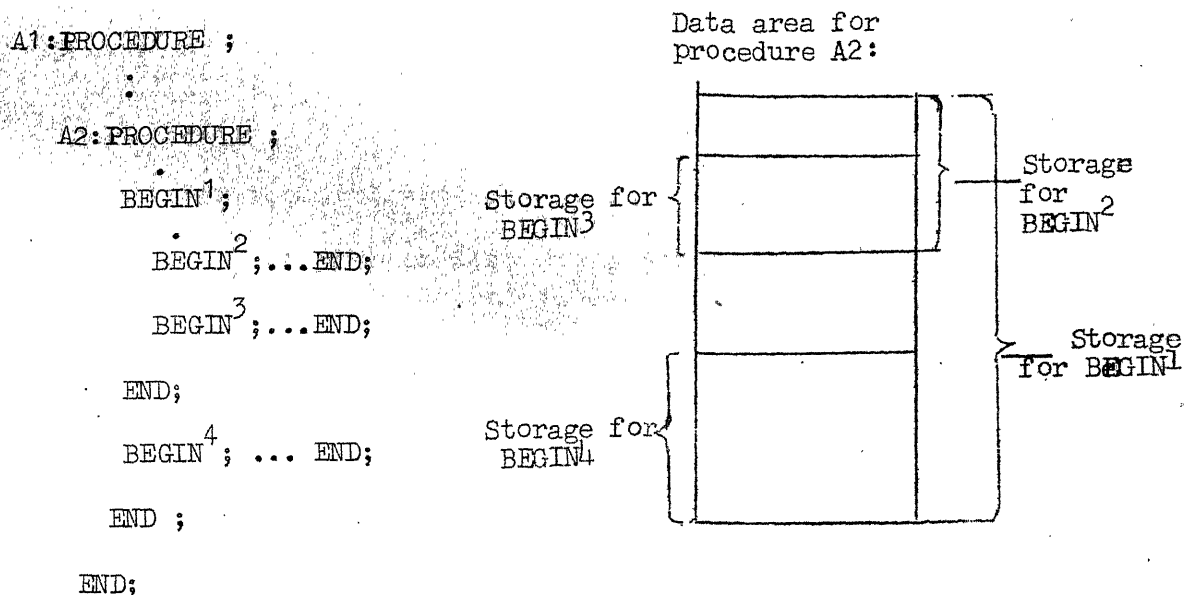 A1:PROCEDURE ;
A2:PROCEDURE ;
BEGIN¹;
BEGIN²;...END;
BEGIN³;...END;
END;
BEGIN⁴; ... END;
END ;
END;
Data area for
procedure A2:
Storage for
BEGIN³
Storage
for
BEGIN²
Storage
for BEGIN¹
Storage for
BEGIN4